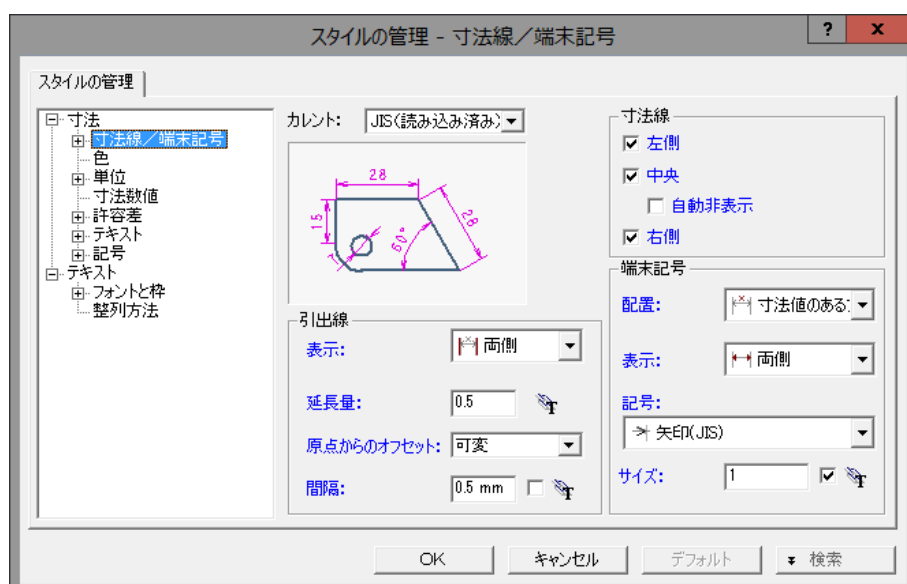 スタイルの管理 - 寸法線／端末記号
? x
スタイルの管理
寸法
寸法線／端末記号
色
単位
寸法数値
許容差
テキスト
記号
テキスト
フォントと枠
整列方法
カレント: JIS(読み込み済み)
28
15
60°
28
7
引出線
表示: 両側
延長量: 0.5
原点からのオフセット: 可変
間隔: 0.5 mm
寸法線
左側
中央
自動非表示
右側
端末記号
配置: 寸法値のある
表示: 両側
記号:
矢印(JIS)
サイズ: 1
OK キャンセル デフォルト 検索